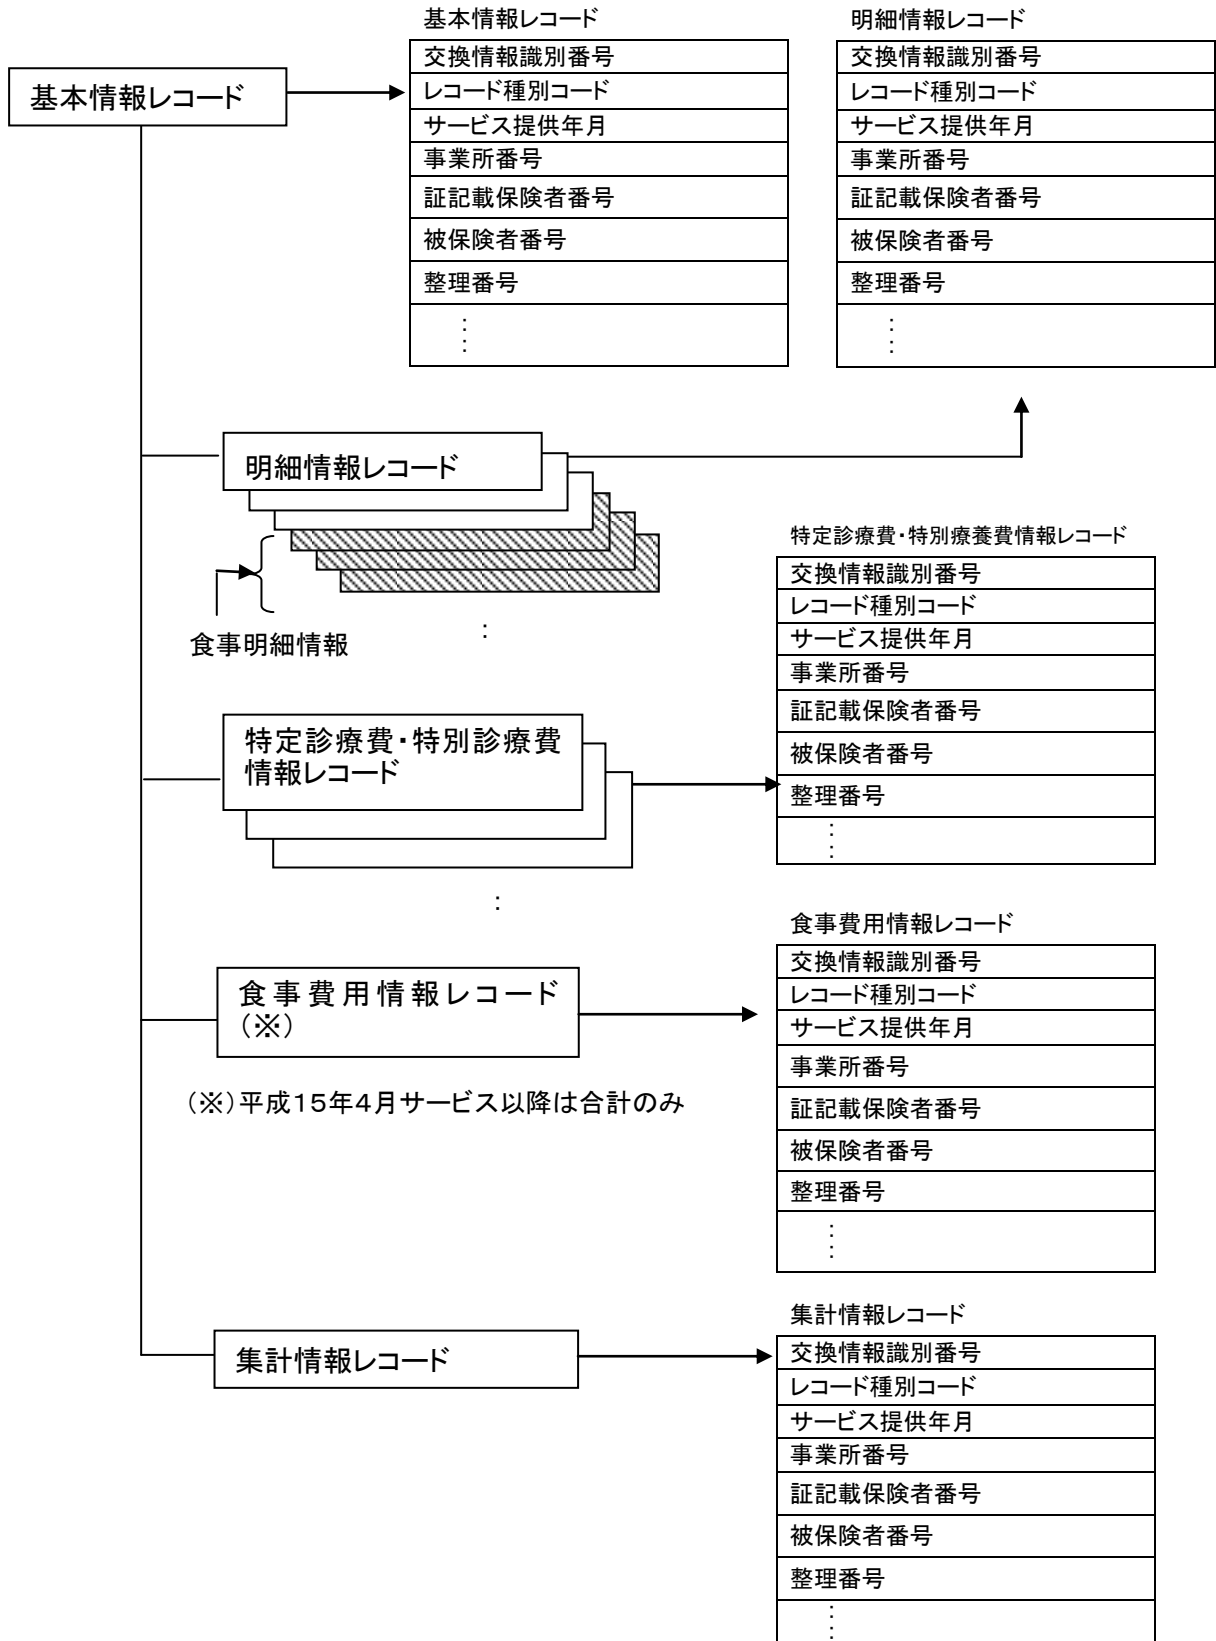 基本情報レコード
基本情報レコード
交換情報識別番号
レコード種別コード
サービス提供年月
事業所番号
証記載保険者番号
被保険者番号
整理番号
：
：
明細情報レコード
交換情報識別番号
レコード種別コード
サービス提供年月
事業所番号
証記載保険者番号
被保険者番号
整理番号
：
：
明細情報レコード
食事明細情報
：
特定診療費・特別診療費
情報レコード
：
特定診療費・特別療養費情報レコード
交換情報識別番号
レコード種別コード
サービス提供年月
事業所番号
証記載保険者番号
被保険者番号
整理番号
：
：
食事費用情報レコード
（※）
（※）平成１５年４月サービス以降は合計のみ
食事費用情報レコード
交換情報識別番号
レコード種別コード
サービス提供年月
事業所番号
証記載保険者番号
被保険者番号
整理番号
：
：
集計情報レコード
集計情報レコード
交換情報識別番号
レコード種別コード
サービス提供年月
事業所番号
証記載保険者番号
被保険者番号
整理番号
：
：